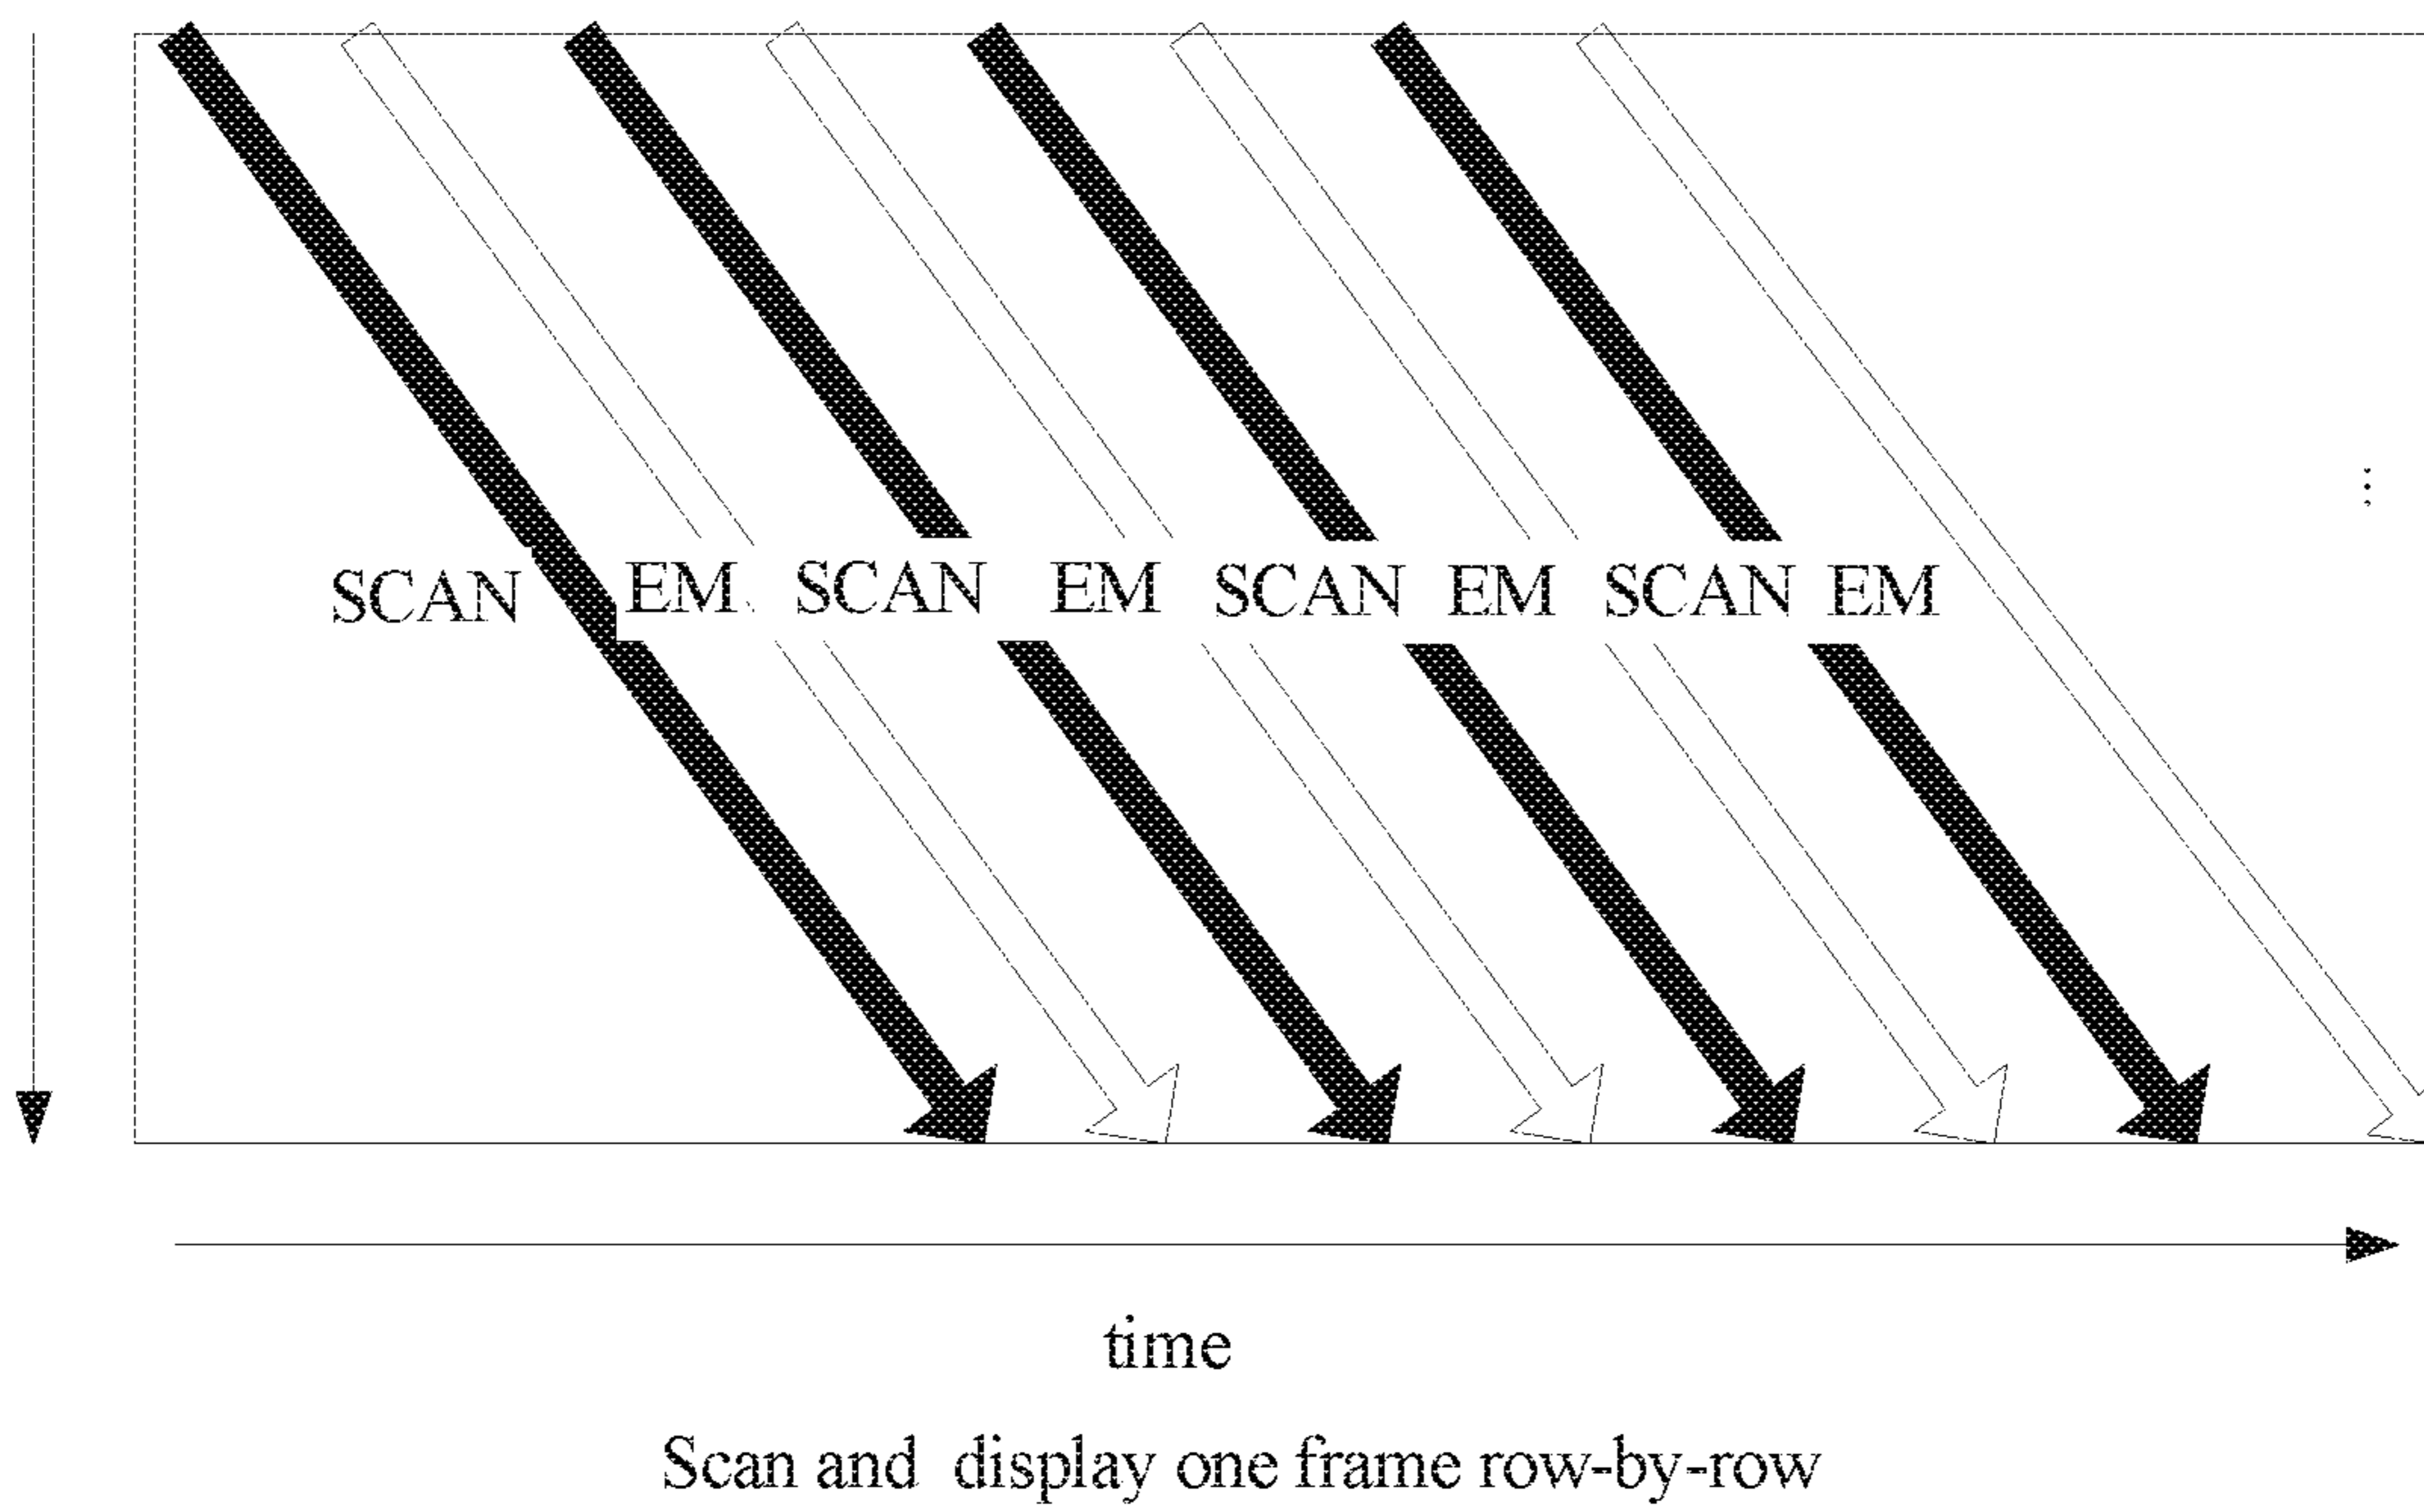 SCAN EM SCAN EM SCAN EM SCAN EM
time
Scan and display one frame row-by-row